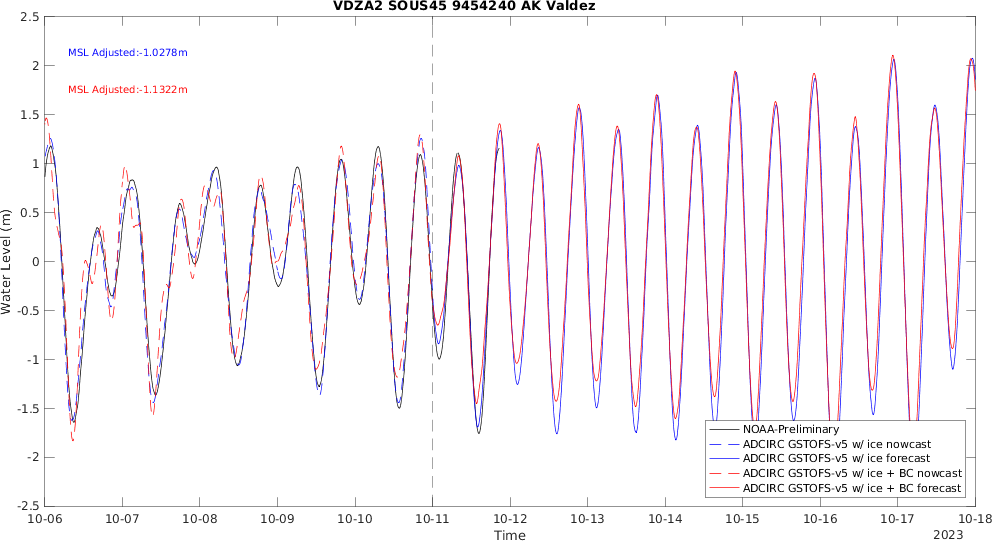 VDZA2 SOUS45 9454240 AK Valdez
2.5
2
1.5
1
0.5
0
-0.5
-1
-1.5
-2
-2.5
Water Level (m)
MSL Adjusted:-1.0278m
MSL Adjusted:-1.1322m
NOAA-Preliminary
ADCIRC GSTOFS-v5 w/ ice nowcast
ADCIRC GSTOFS-v5 w/ ice forecast
ADCIRC GSTOFS-v5 w/ ice + BC nowcast
ADCIRC GSTOFS-v5 w/ ice + BC forecast
10-06 10-07 10-08 10-09 10-10 10-11 10-12 10-13 10-14 10-15 10-16 10-17 10-18
Time
2023